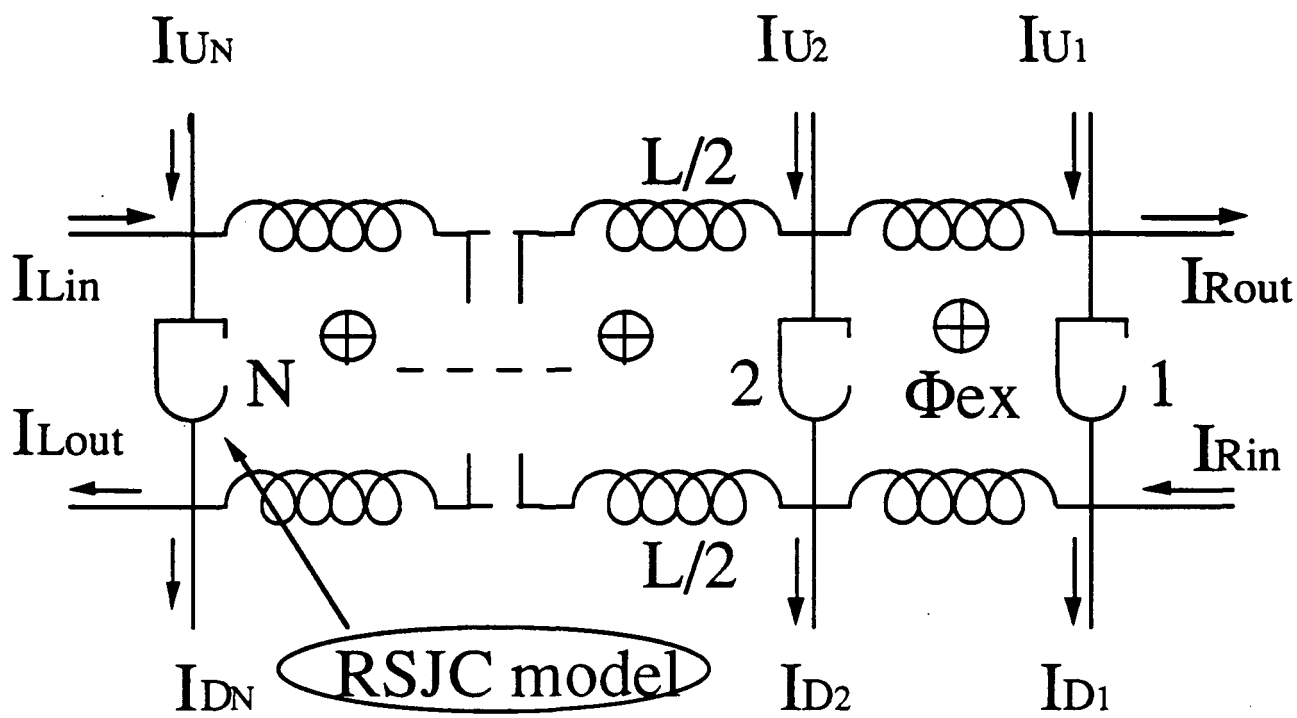 IUN IU2 IU1
L/2
ILin IRout
N 2 Φex 1
ILout IRin
L/2
IDN RSJC model ID2 ID1